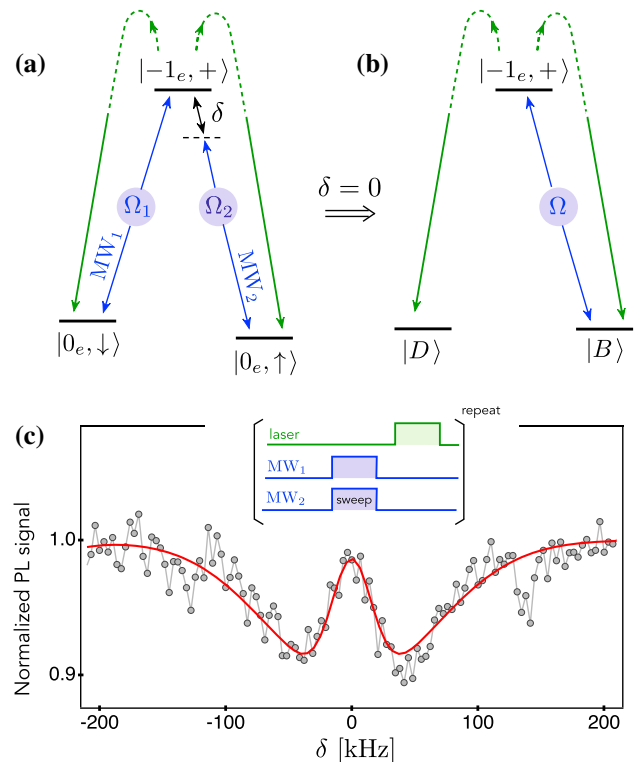 (a)
|−1e, +⟩
δ
Ω1
Ω2
MW1
MW2
|0e, ↓⟩
|0e, ↑⟩
δ = 0
⟹
(b)
|−1e, +⟩
Ω
|D⟩
|B⟩
(c)
laser
MW1
MW2
sweep
repeat
Normalized PL signal
1.0
0.9
-200
-100
0
100
200
δ [kHz]